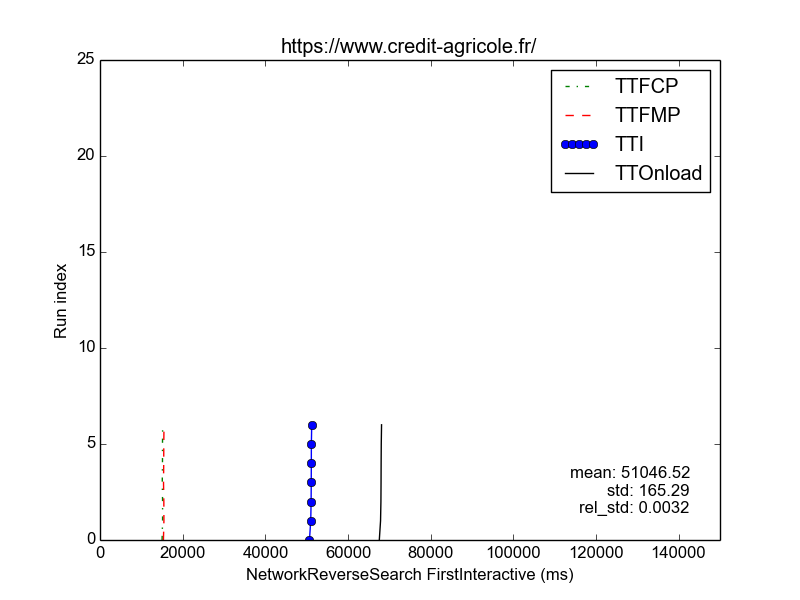 https://www.credit-agricole.fr/
25
20
15
10
5
0
Run index
TTFCP
TTFMP
TTI
TTOnload
mean: 51046.52
std: 165.29
rel_std: 0.0032
0 20000 40000 60000 80000 100000 120000 140000
NetworkReverseSearch FirstInteractive (ms)